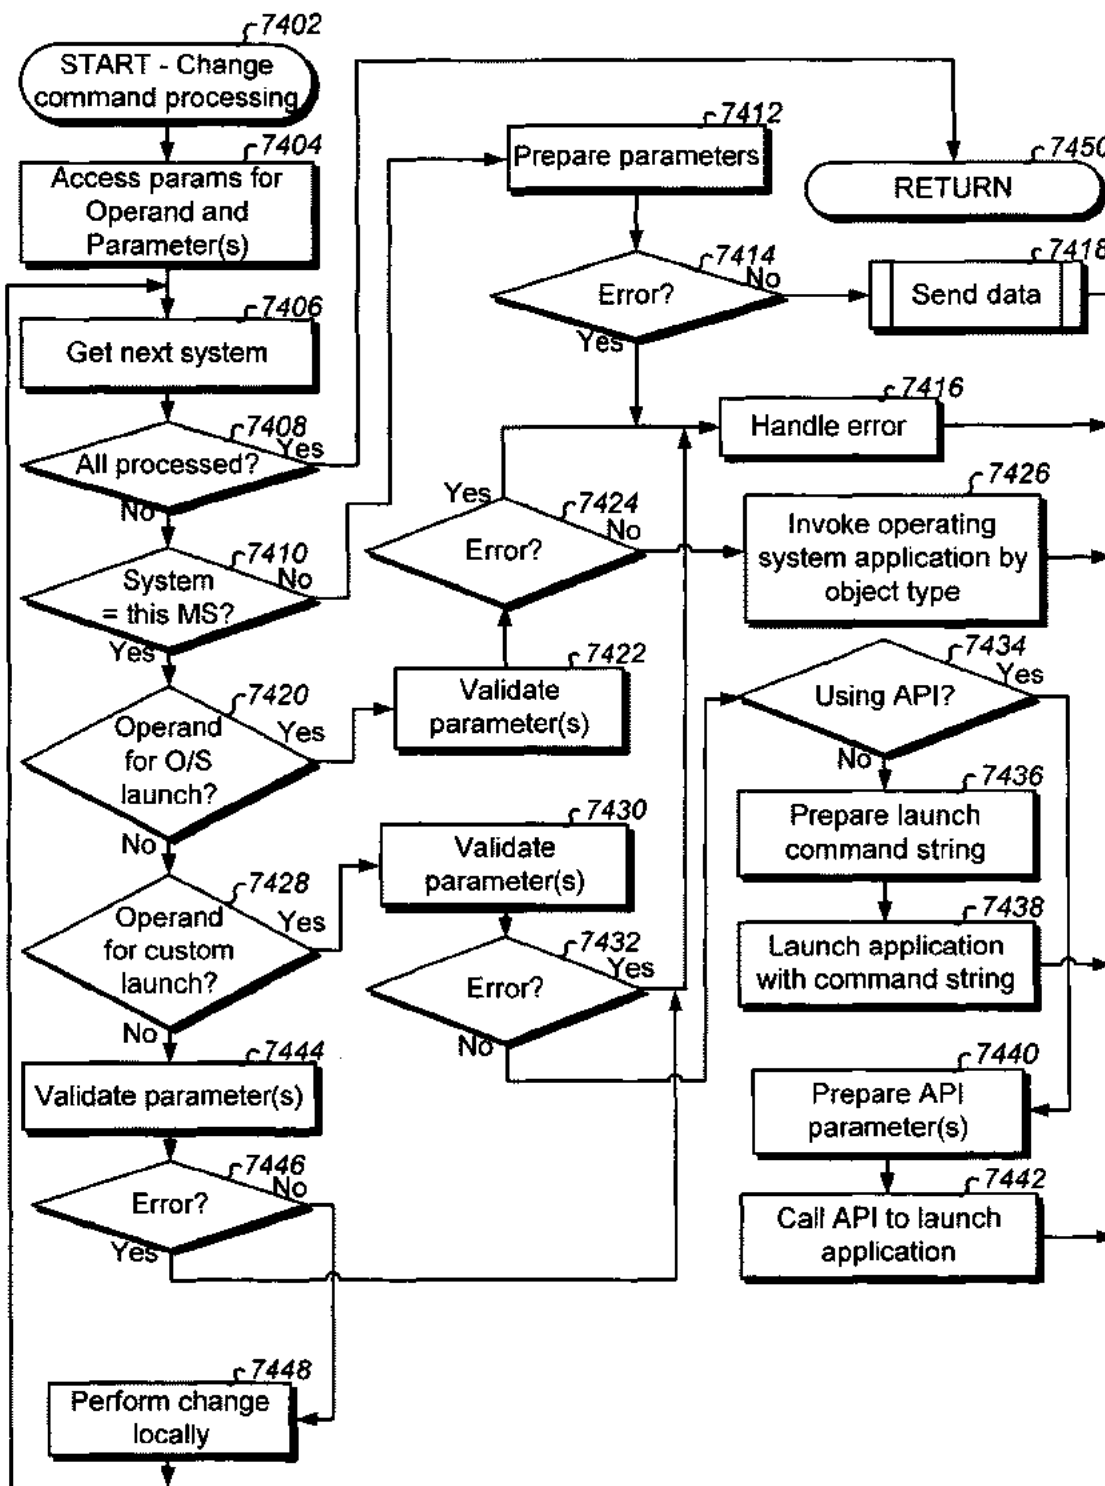 7402
START - Change
command processing
7404
Access params for
Operand and
Parameter(s)
7406
Get next system
7408
All processed?
Yes
No
7410
System
= this MS?
No
Yes
7420
Operand
for O/S
launch?
Yes
No
7428
Operand
for custom
launch?
Yes
No
7444
Validate parameter(s)
7446
Error?
No
Yes
7448
Perform change
locally
7412
Prepare parameters
7414
Error?
No
Yes
7418
Send data
7450
RETURN
7416
Handle error
7424
Error?
Yes
No
7422
Validate
parameter(s)
7426
Invoke operating
system application by
object type
7430
Validate
parameter(s)
7432
Error?
Yes
No
7434
Using API?
Yes
No
7436
Prepare launch
command string
7438
Launch application
with command string
7440
Prepare API
parameter(s)
7442
Call API to launch
application